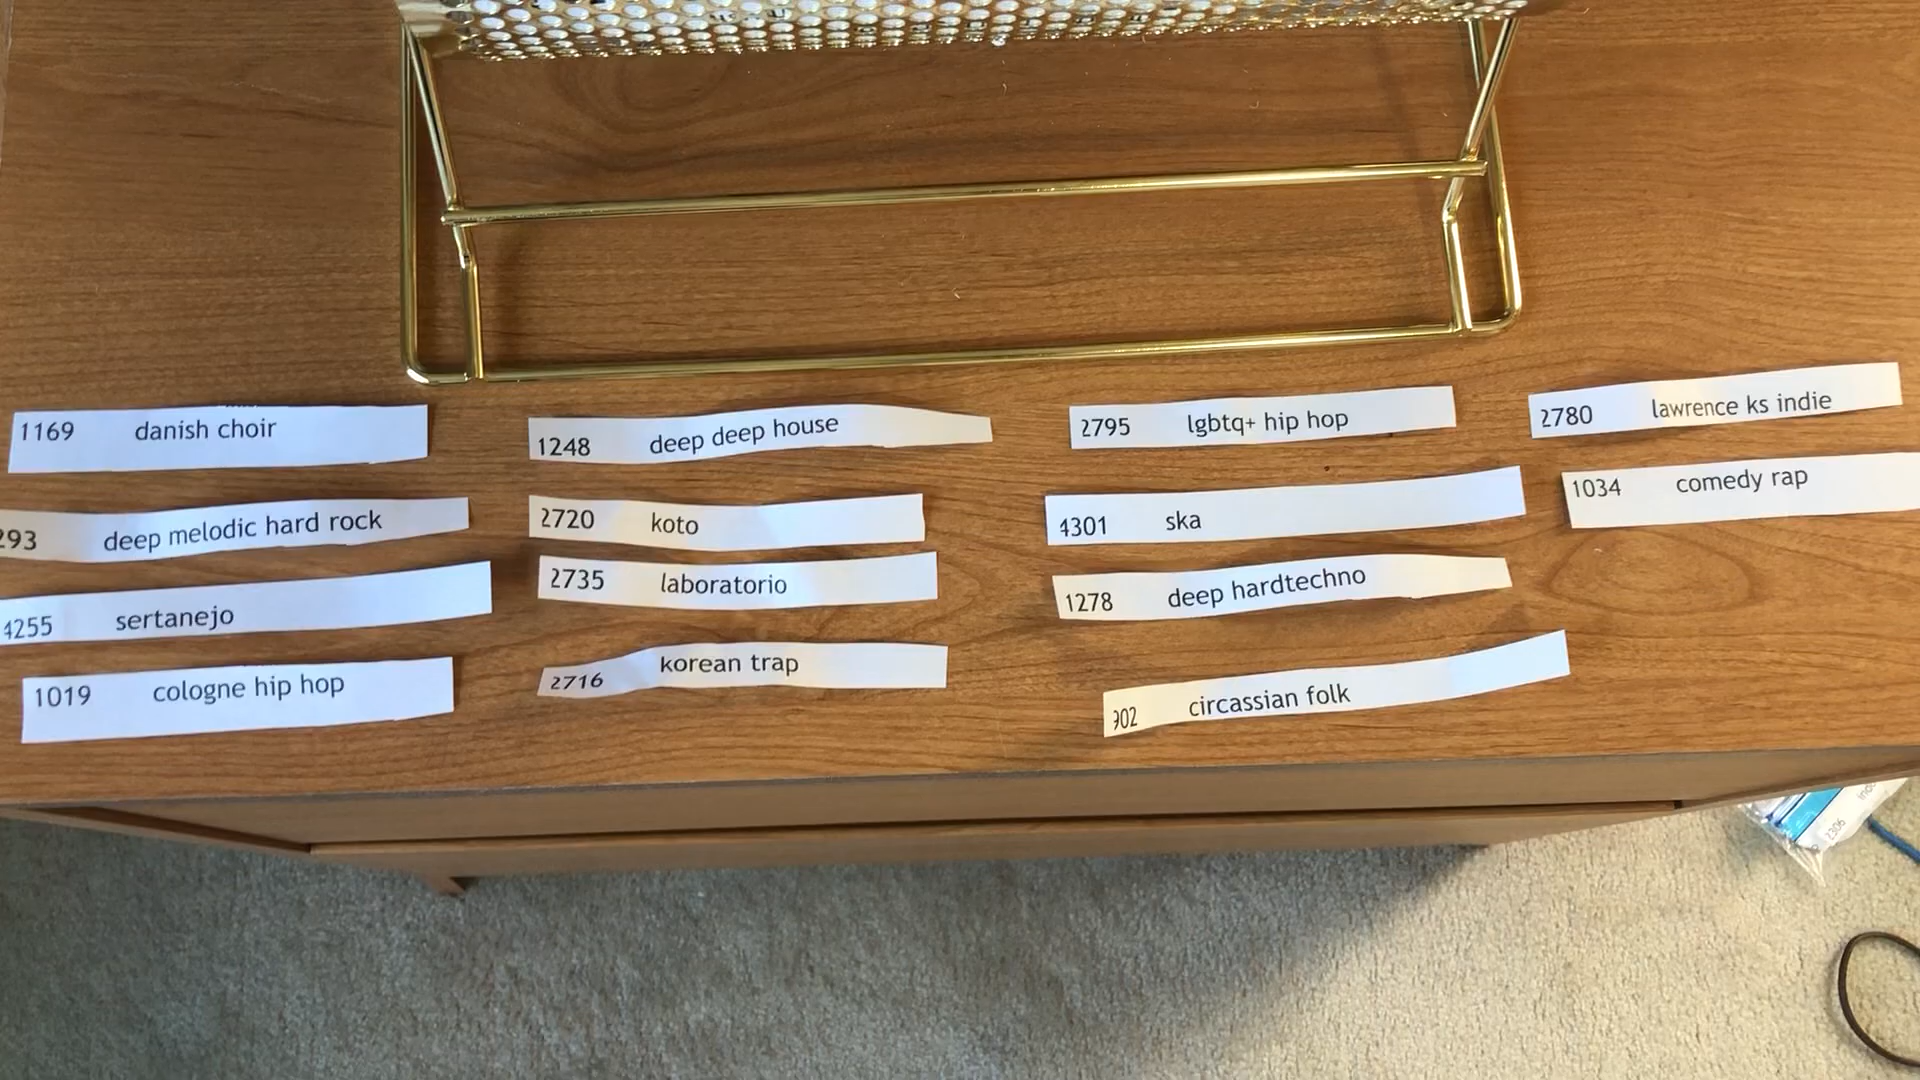 1169 danish choir
1248 deep deep house
2795 lgbtq+ hip hop
2780 lawrence ks indie
293 deep melodic hard rock
2720 koto
4301 ska
1034 comedy rap
4255 sertanejo
2735 laboratorio
1278 deep hardtechno
1019 cologne hip hop
2716 korean trap
902 circassian folk
2306